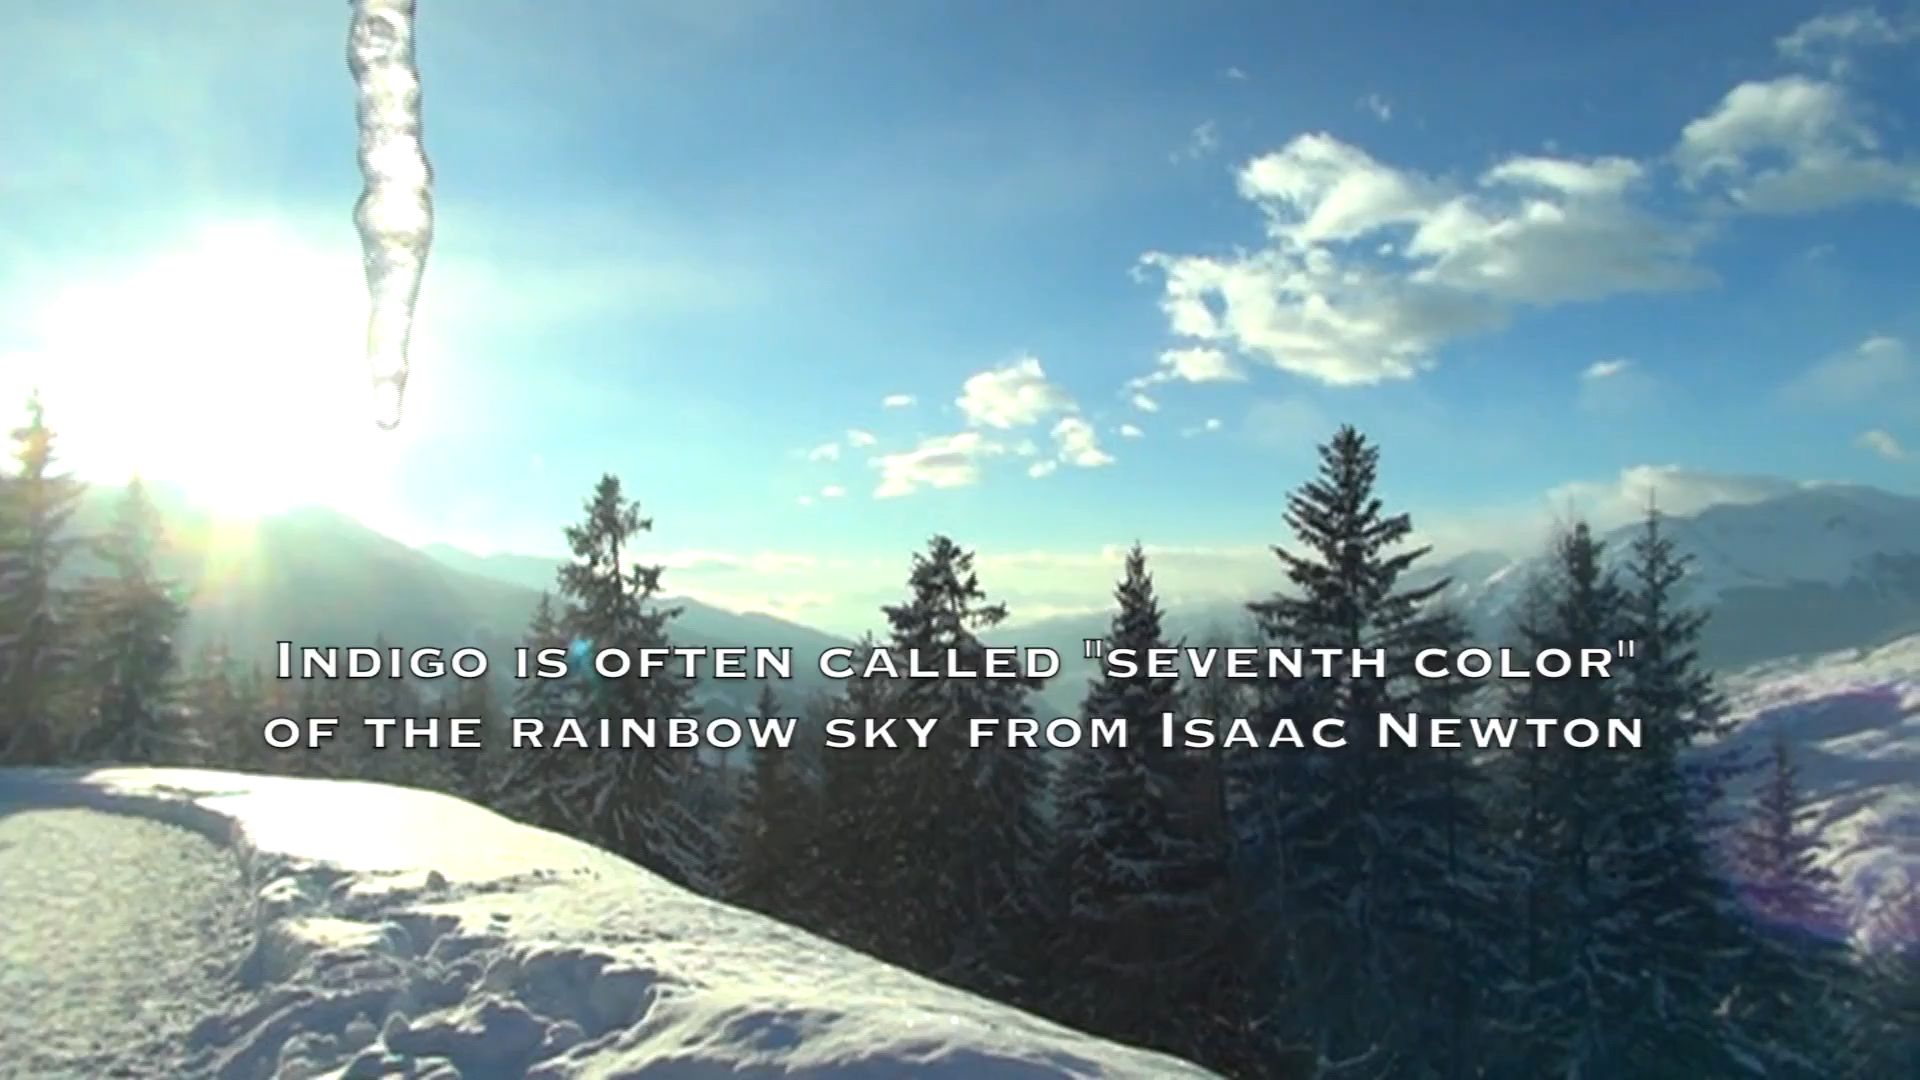 Indigo is often called "seventh color"
of the rainbow sky from Isaac Newton